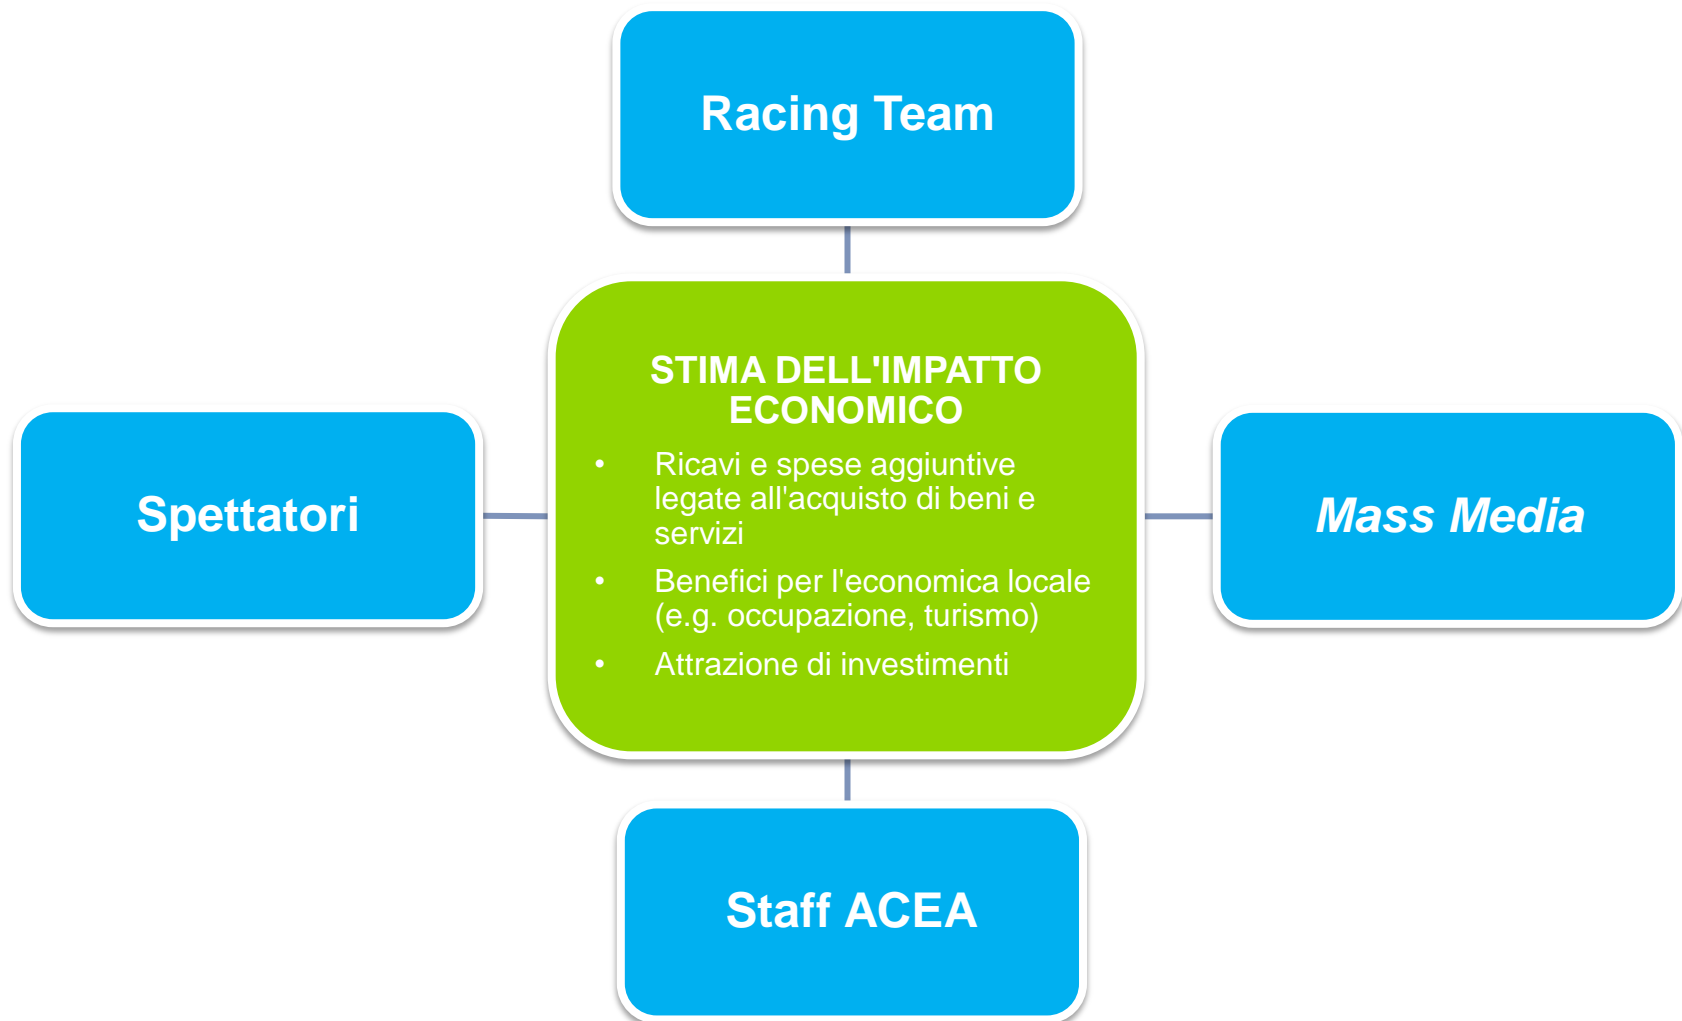 Racing Team
STIMA DELL'IMPATTO
ECONOMICO
• Ricavi e spese aggiuntive
legate all'acquisto di beni e
servizi
• Benefici per l'economica locale
(e.g. occupazione, turismo)
• Attrazione di investimenti
Spettatori
Mass Media
Staff ACEA